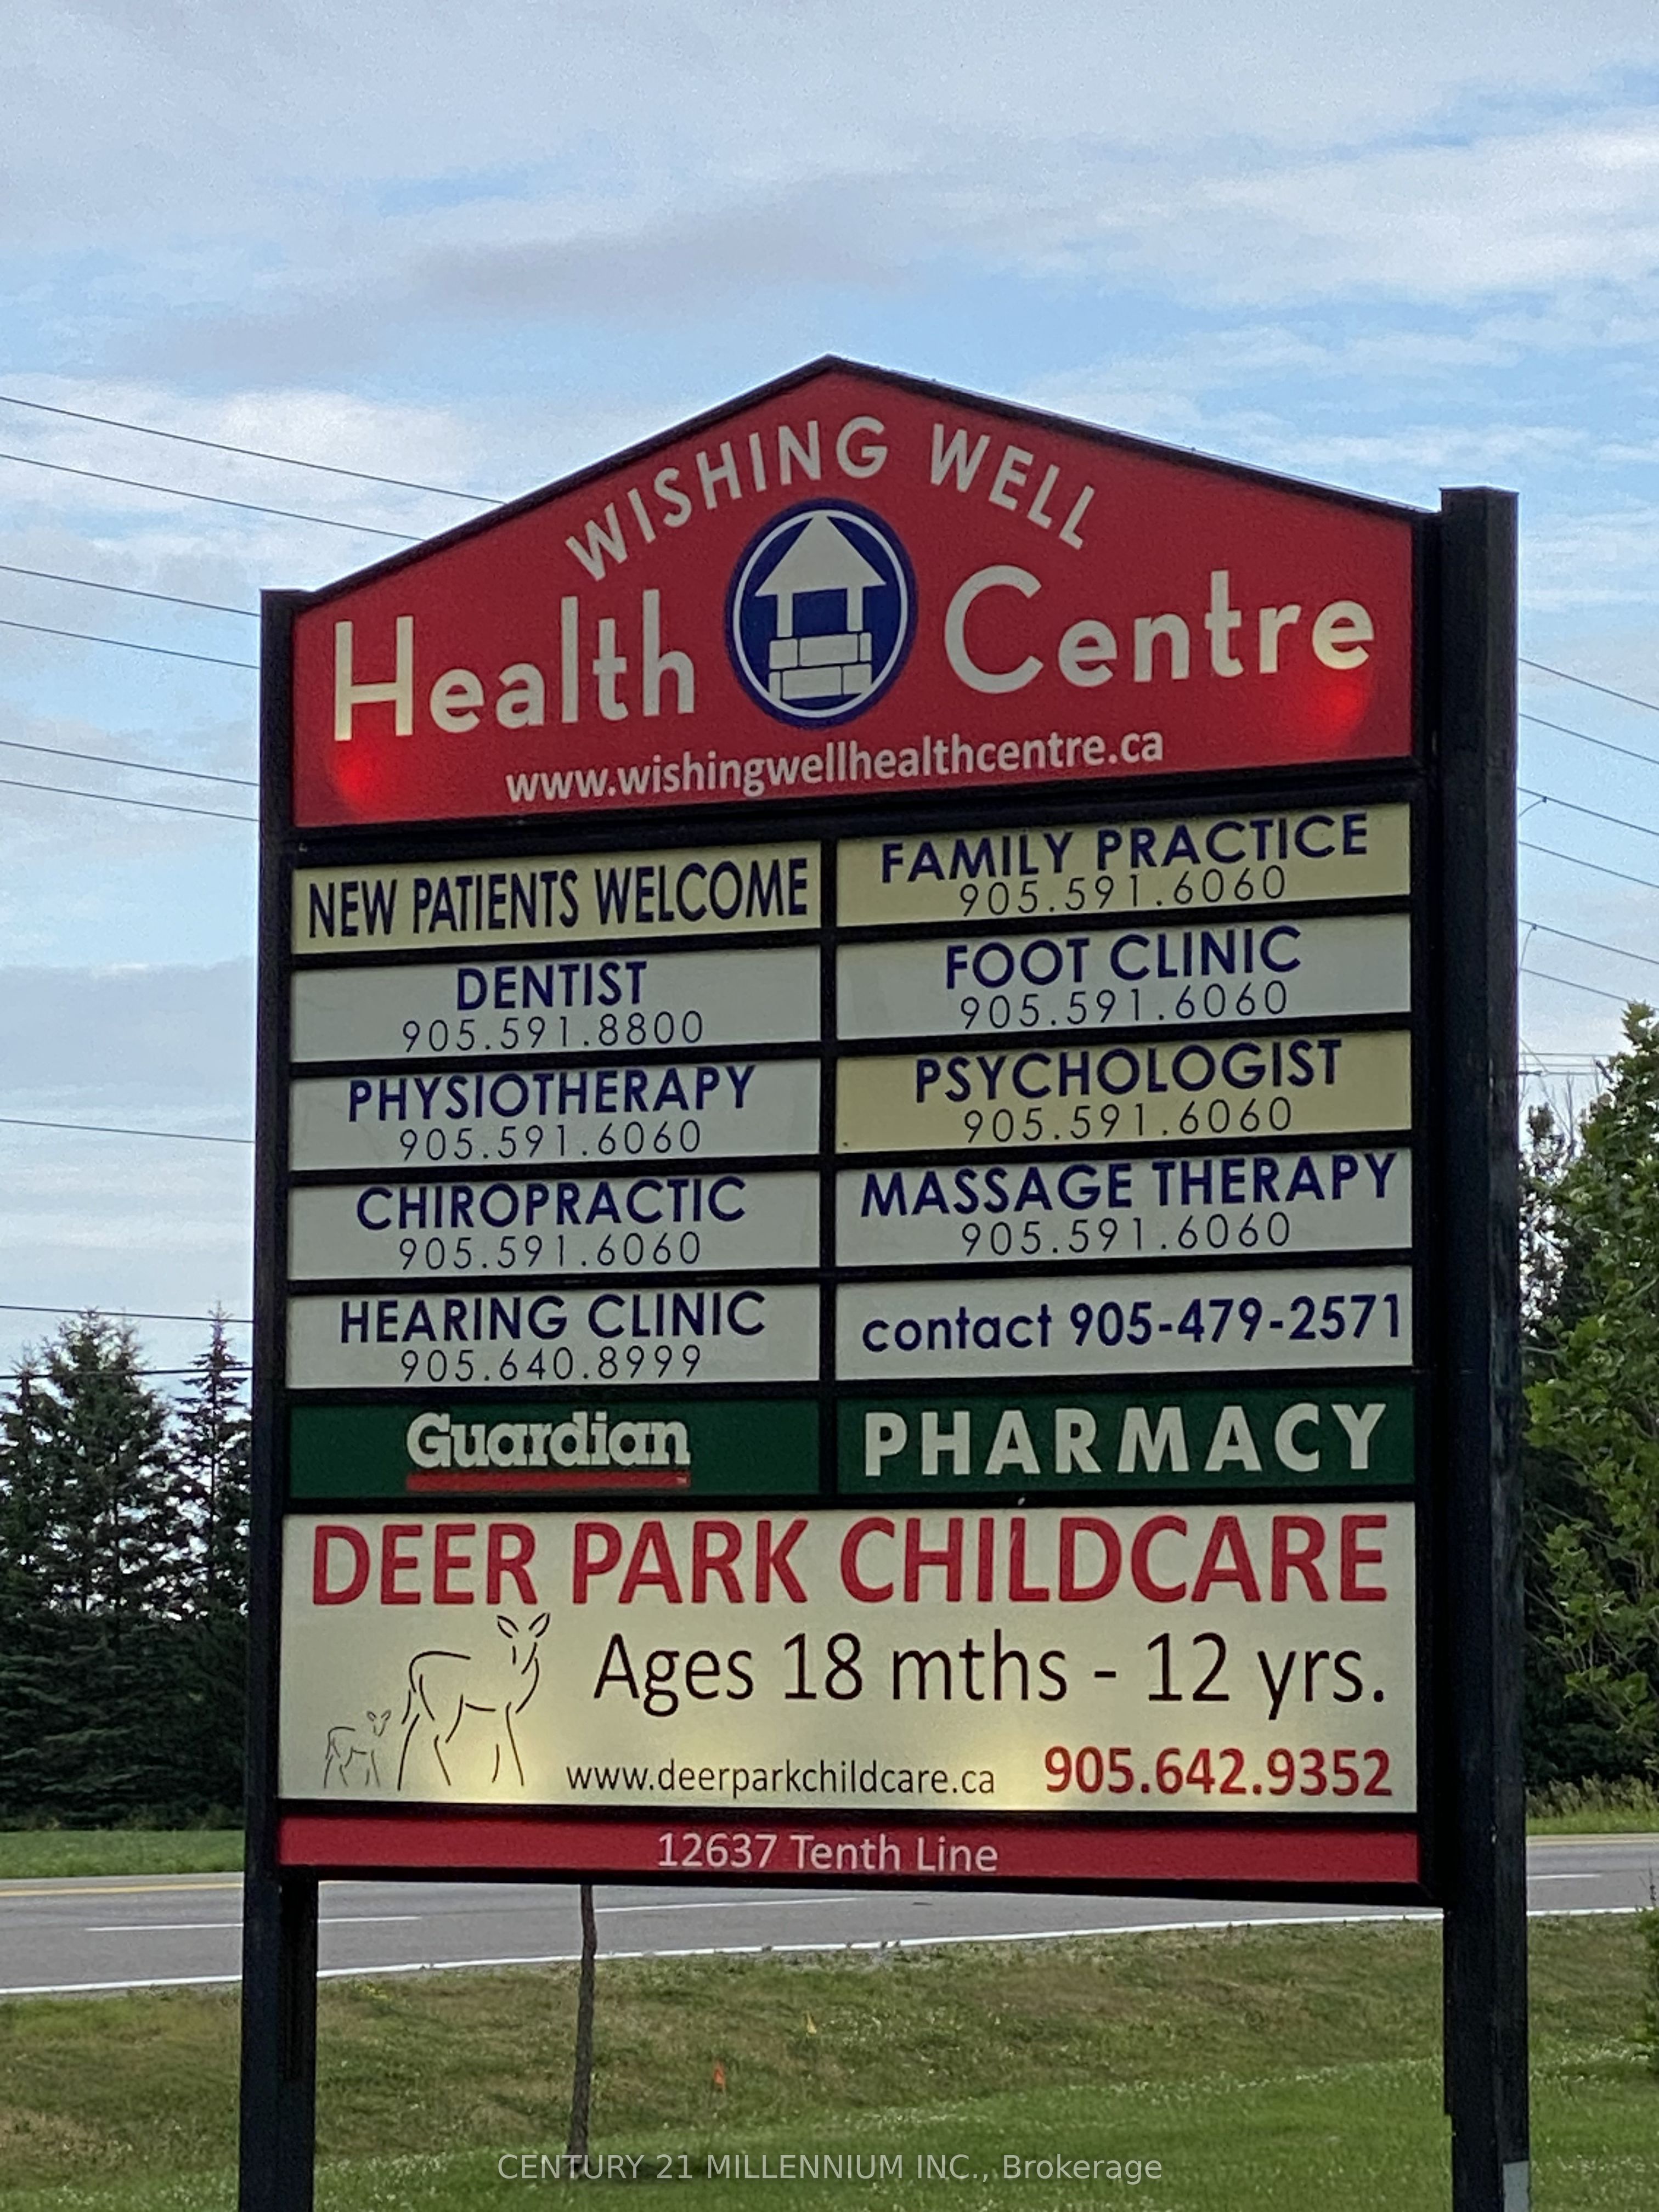 WISHING WELL
Health Centre
www.wishingwellhealthcentre.ca
NEW PATIENTS WELCOME
FAMILY PRACTICE
905.591.6060
DENTIST
905.591.8800
FOOT CLINIC
905.591.6060
PHYSIOTHERAPY
905.591.6060
PSYCHOLOGIST
905.591.6060
CHIROPRACTIC
905.591.6060
MASSAGE THERAPY
905.591.6060
HEARING CLINIC
905.640.8999
contact 905-479-2571
Guardian
PHARMACY
DEER PARK CHILDCARE
Ages 18 mths - 12 yrs.
www.deerparkchildcare.ca 905.642.9352
12637 Tenth Line
CENTURY 21 MILLENNIUM INC., Brokerage